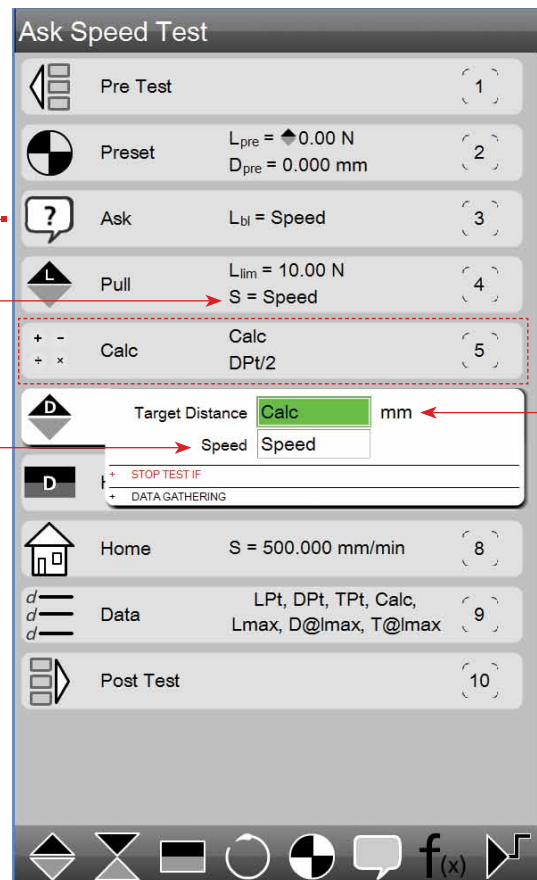 Ask Speed Test
Pre Test
1
Preset
Lpre = 0.00 N
Dpre = 0.000 mm
2
?
Ask
Lbl = Speed
3
L
Pull
Llim = 10.00 N
S = Speed
4
+ -
÷ ×
Calc
Calc
DPt/2
5
D
Target Distance Calc mm
Speed Speed
+ STOP TEST IF
+ DATA GATHERING
D
Home
S = 500.000 mm/min
8
d
d
d
Data
LPt, DPt, TPt, Calc,
Lmax, D@lmax, T@lmax
9
Post Test
10
f(x)